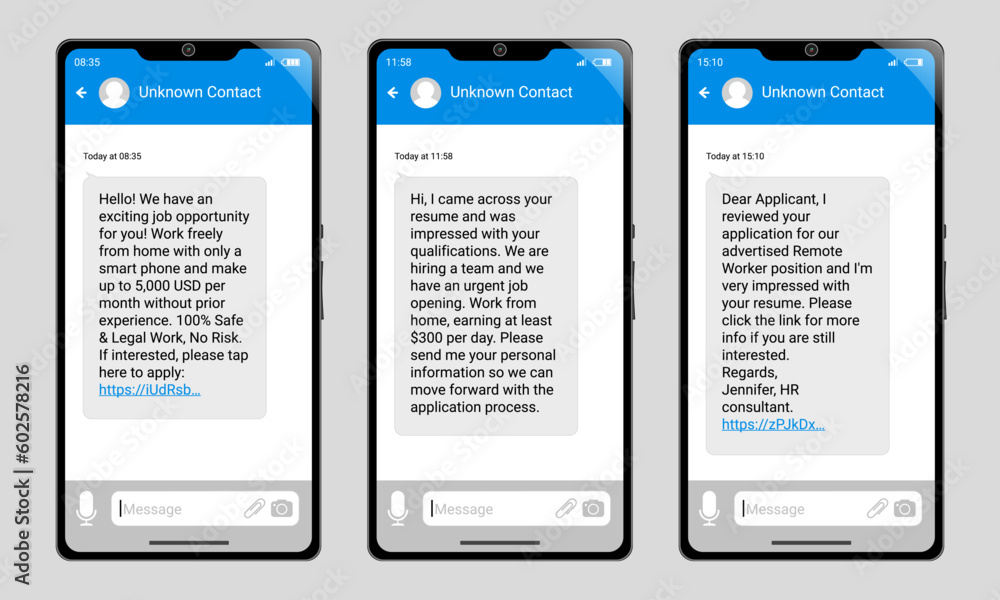 08:35
Unknown Contact
Today at 08:35
Hello! We have an
exciting job opportunity
for you! Work freely
from home with only a
smart phone and make
up to 5,000 USD per
month without prior
experience. 100% Safe
& Legal Work, No Risk.
If interested, please tap
here to apply:
https://iUdRsb...
Message
11:58
Unknown Contact
Today at 11:58
Hi, I came across your
resume and was
impressed with your
qualifications. We are
hiring a team and we
have an urgent job
opening. Work from
home, earning at least
$300 per day. Please
send me your personal
information so we can
move forward with the
application process.
Message
15:10
Unknown Contact
Today at 15:10
Dear Applicant, I
reviewed your
application for our
advertised Remote
Worker position and I'm
very impressed with
your resume. Please
click the link for more
info if you are still
interested.
Regards,
Jennifer, HR
consultant.
https://zPJkDx...
Message
Adobe Stock | #602578216